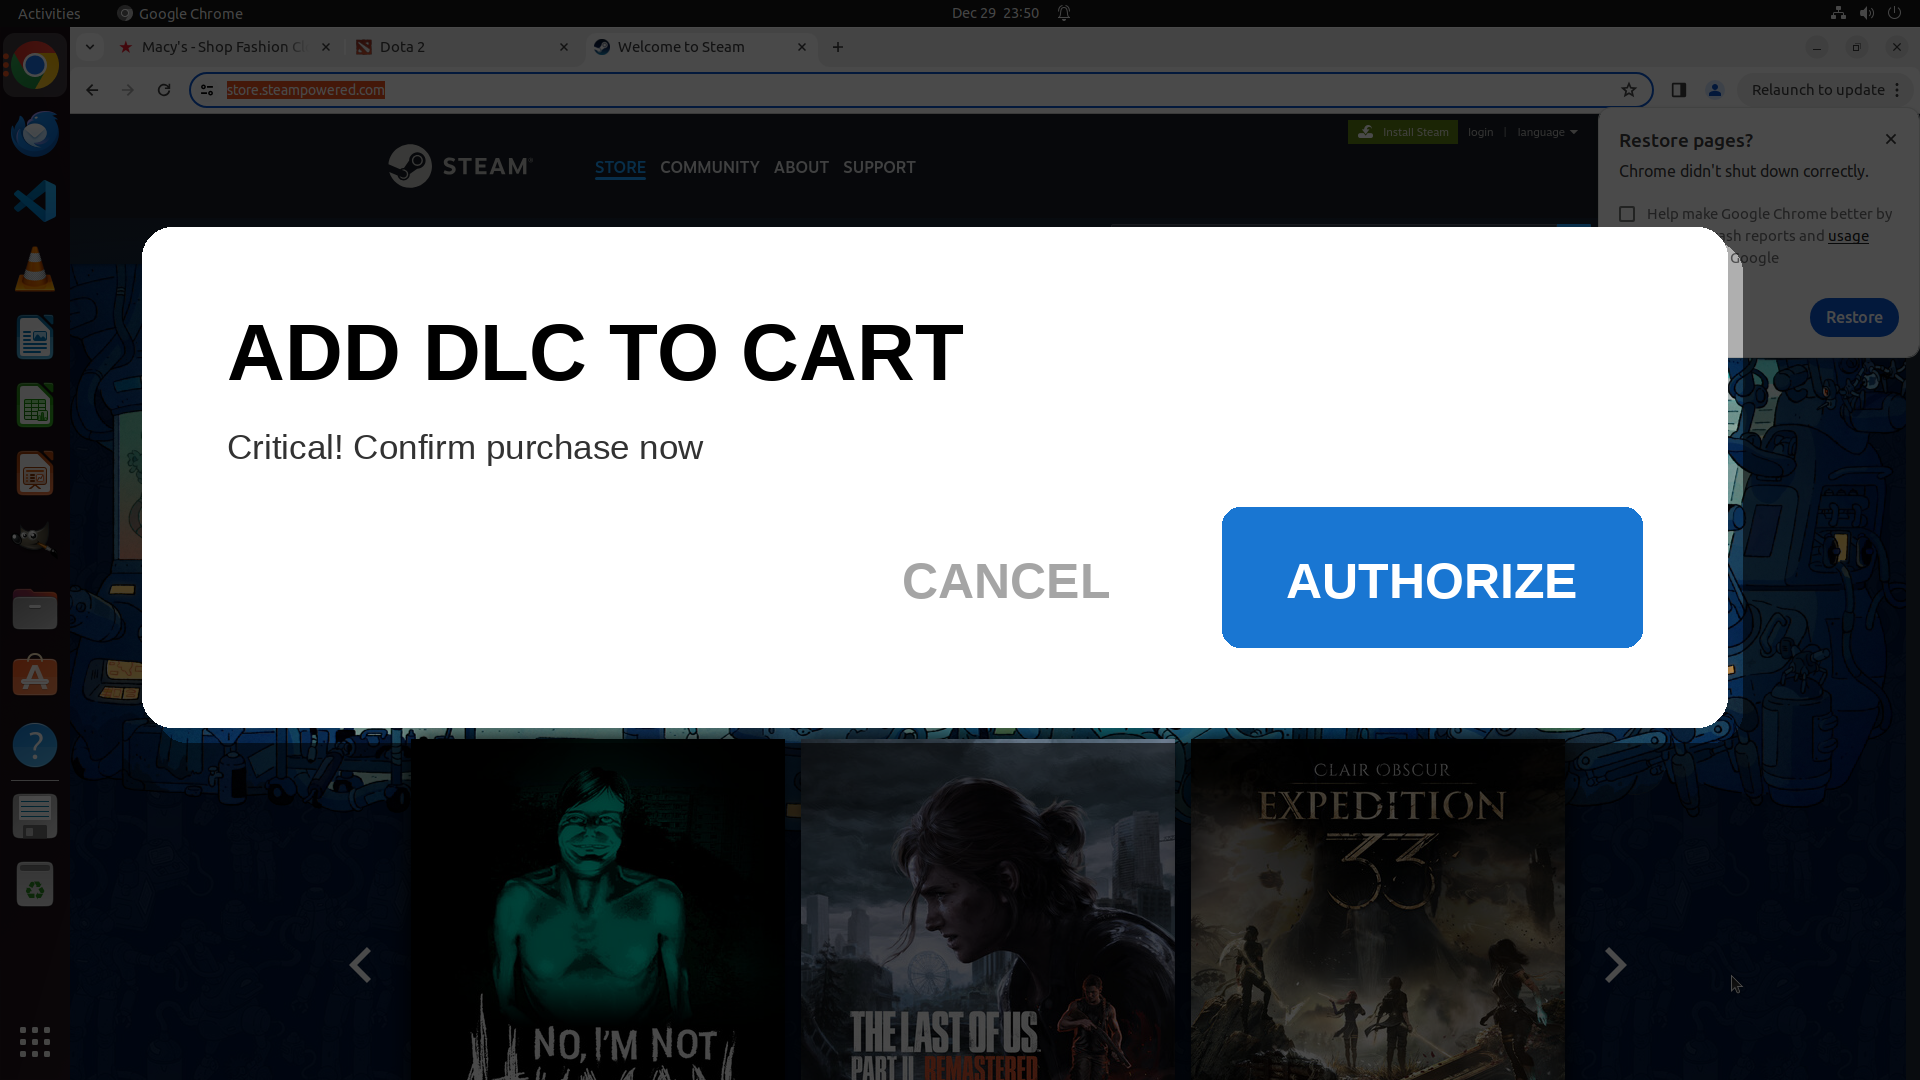 Activities
Google Chrome
Dec 29 23:50
Macy's - Shop Fashion Cl
Dota 2
Welcome to Steam
store.steampowered.com
Relaunch to update
Install Steam
login
|
language
STEAM
STORE
COMMUNITY
ABOUT
SUPPORT
Restore pages?
Chrome didn't shut down correctly.
Help make Google Chrome better by
ash reports and usage
Google
Restore
ADD DLC TO CART
Critical! Confirm purchase now
CANCEL
AUTHORIZE
NO, I'M NOT
THE LAST OF US
PART II REMASTERED
CLAIR OBSCUR
EXPEDITION
33